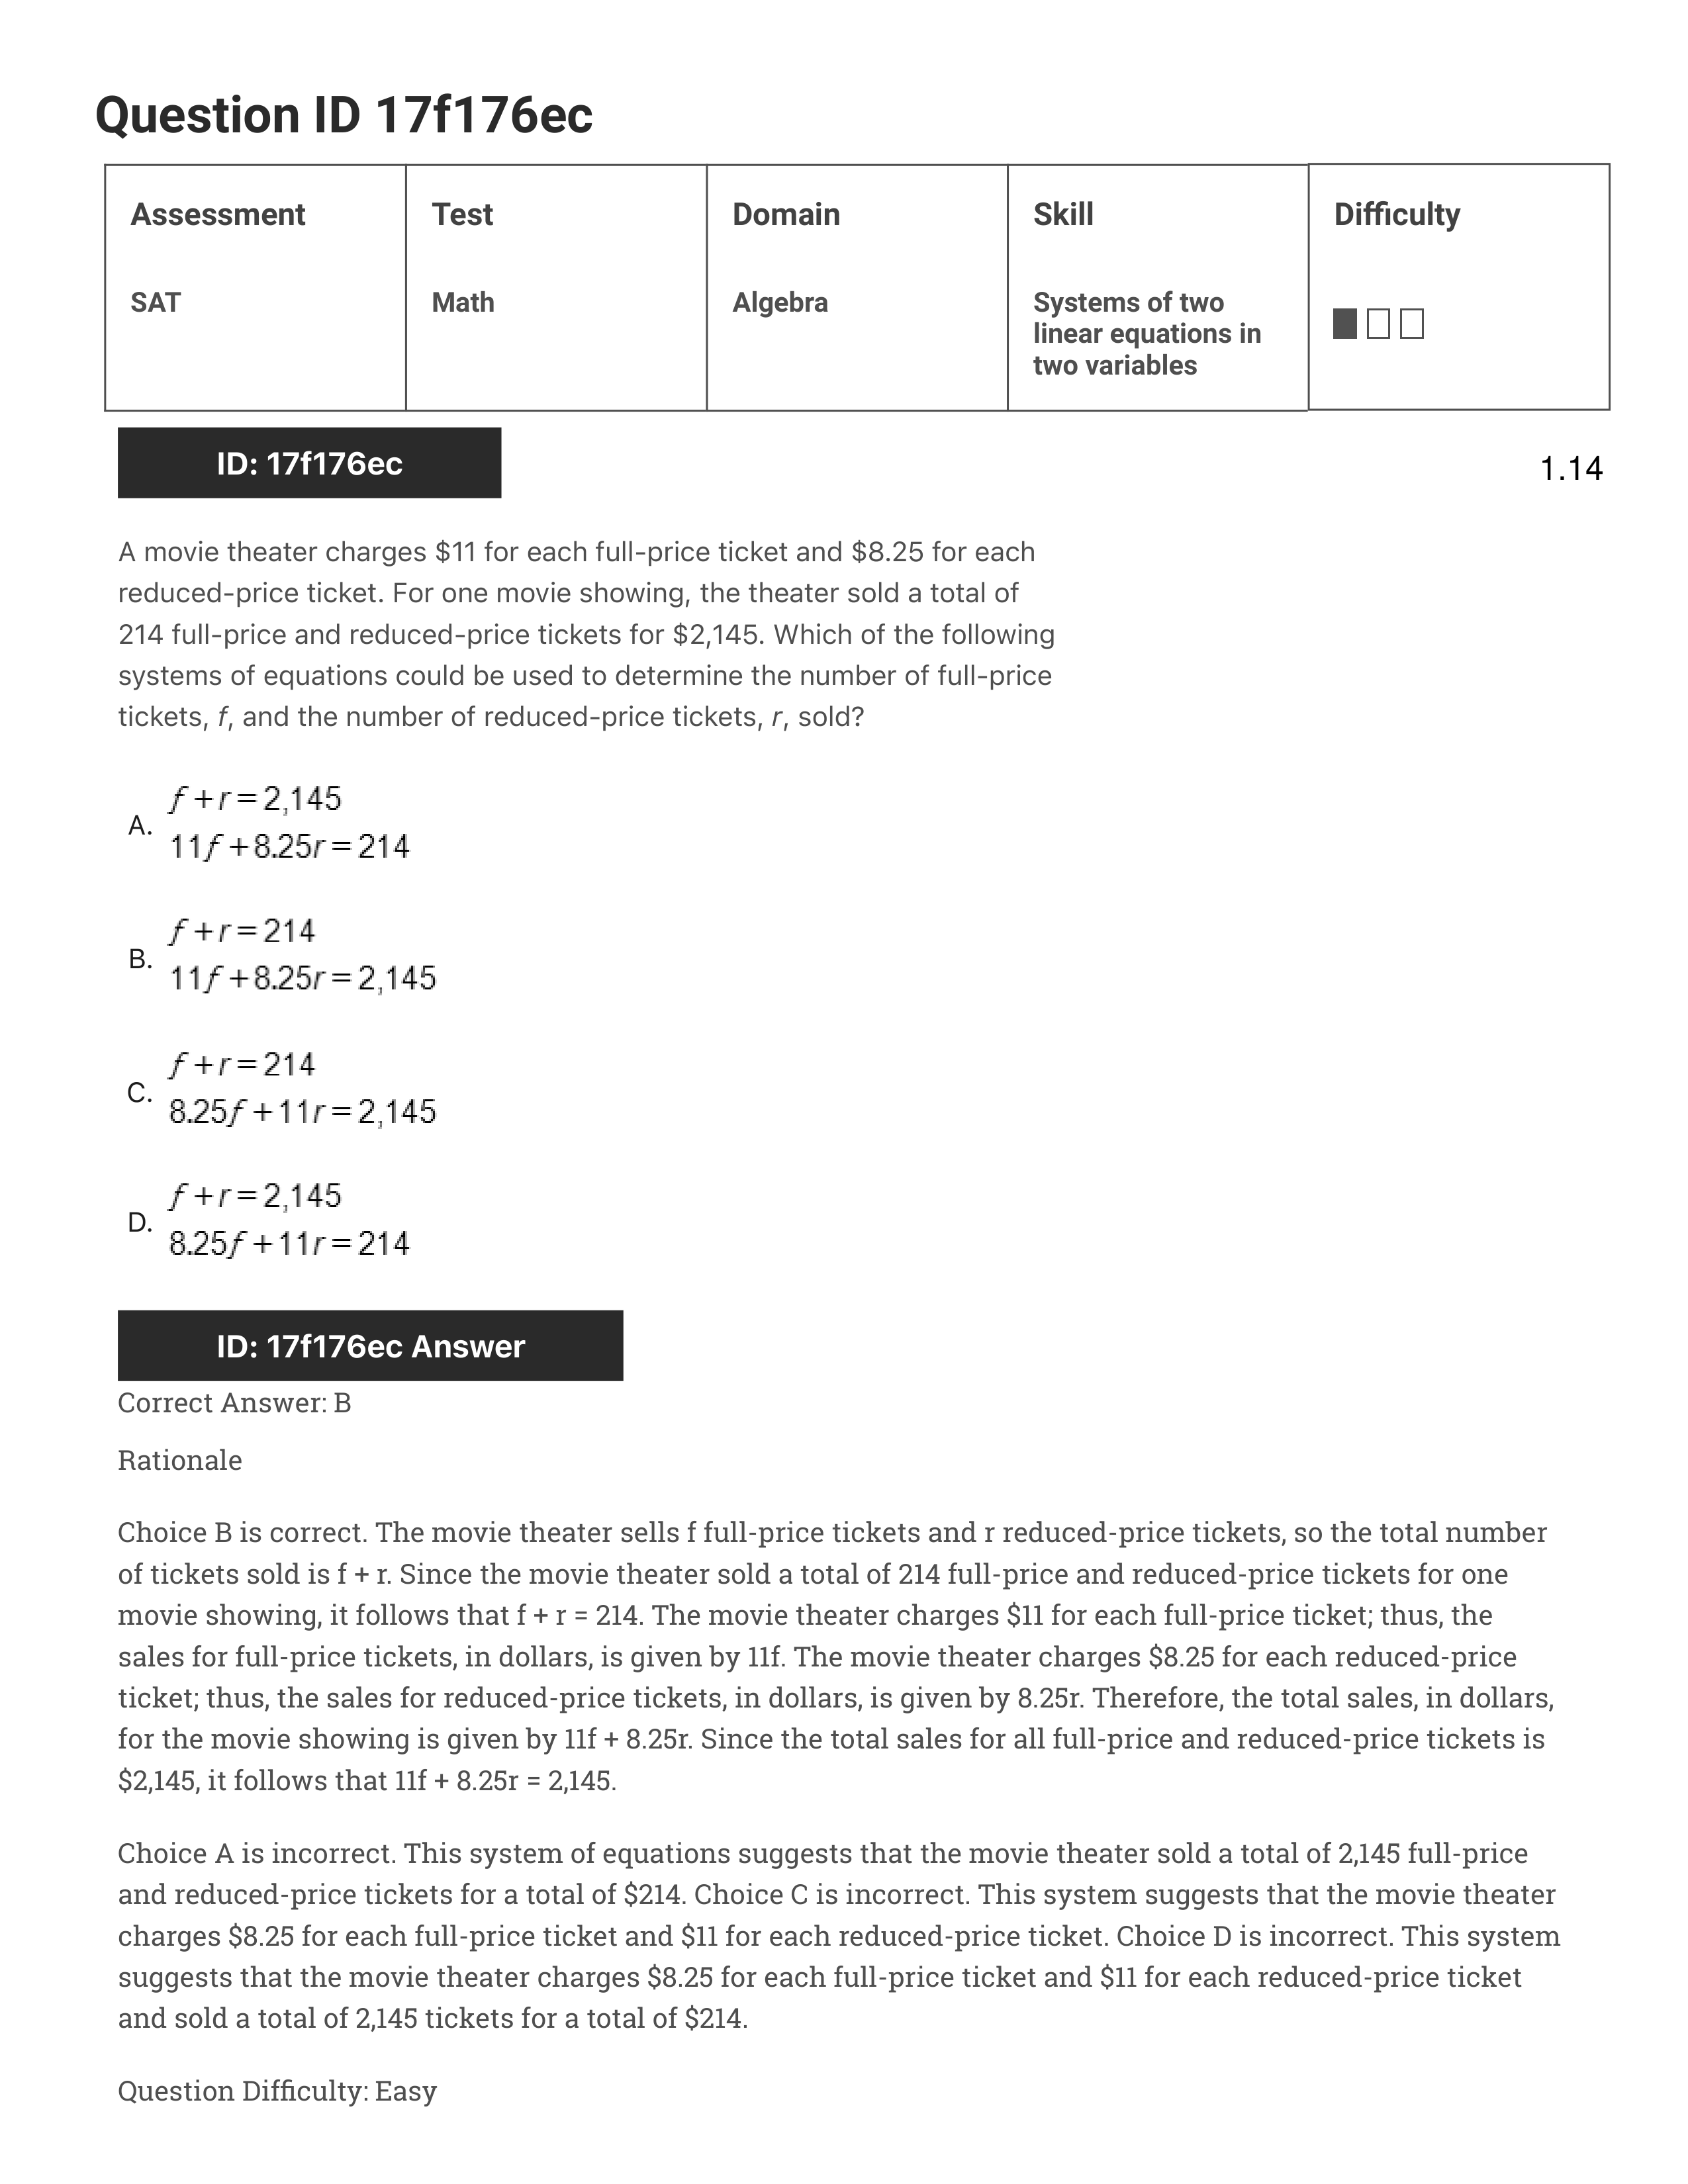 Question ID 17f176ec
Assessment
Test
Domain
Skill
Difficulty
SAT
Math
Algebra
Systems of two
linear equations in
two variables
ID: 17f176ec
1.14
A movie theater charges $11 for each full-price ticket and $8.25 for each
reduced-price ticket. For one movie showing, the theater sold a total of
214 full-price and reduced-price tickets for $2,145. Which of the following
systems of equations could be used to determine the number of full-price
tickets, f, and the number of reduced-price tickets, r, sold?
A.
f+r=2,145
11f+8.25r=214
B.
f+r=214
11f+8.25r=2,145
C.
f+r=214
8.25f+11r=2,145
D.
f+r=2,145
8.25f+11r=214
ID: 17f176ec Answer
Correct Answer: B
Rationale
Choice B is correct. The movie theater sells f full-price tickets and r reduced-price tickets, so the total number
of tickets sold is f + r. Since the movie theater sold a total of 214 full-price and reduced-price tickets for one
movie showing, it follows that f + r = 214. The movie theater charges $11 for each full-price ticket; thus, the
sales for full-price tickets, in dollars, is given by 11f. The movie theater charges $8.25 for each reduced-price
ticket; thus, the sales for reduced-price tickets, in dollars, is given by 8.25r. Therefore, the total sales, in dollars,
for the movie showing is given by 11f + 8.25r. Since the total sales for all full-price and reduced-price tickets is
$2,145, it follows that 11f + 8.25r = 2,145.
Choice A is incorrect. This system of equations suggests that the movie theater sold a total of 2,145 full-price
and reduced-price tickets for a total of $214. Choice C is incorrect. This system suggests that the movie theater
charges $8.25 for each full-price ticket and $11 for each reduced-price ticket. Choice D is incorrect. This system
suggests that the movie theater charges $8.25 for each full-price ticket and $11 for each reduced-price ticket
and sold a total of 2,145 tickets for a total of $214.
Question Difficulty: Easy